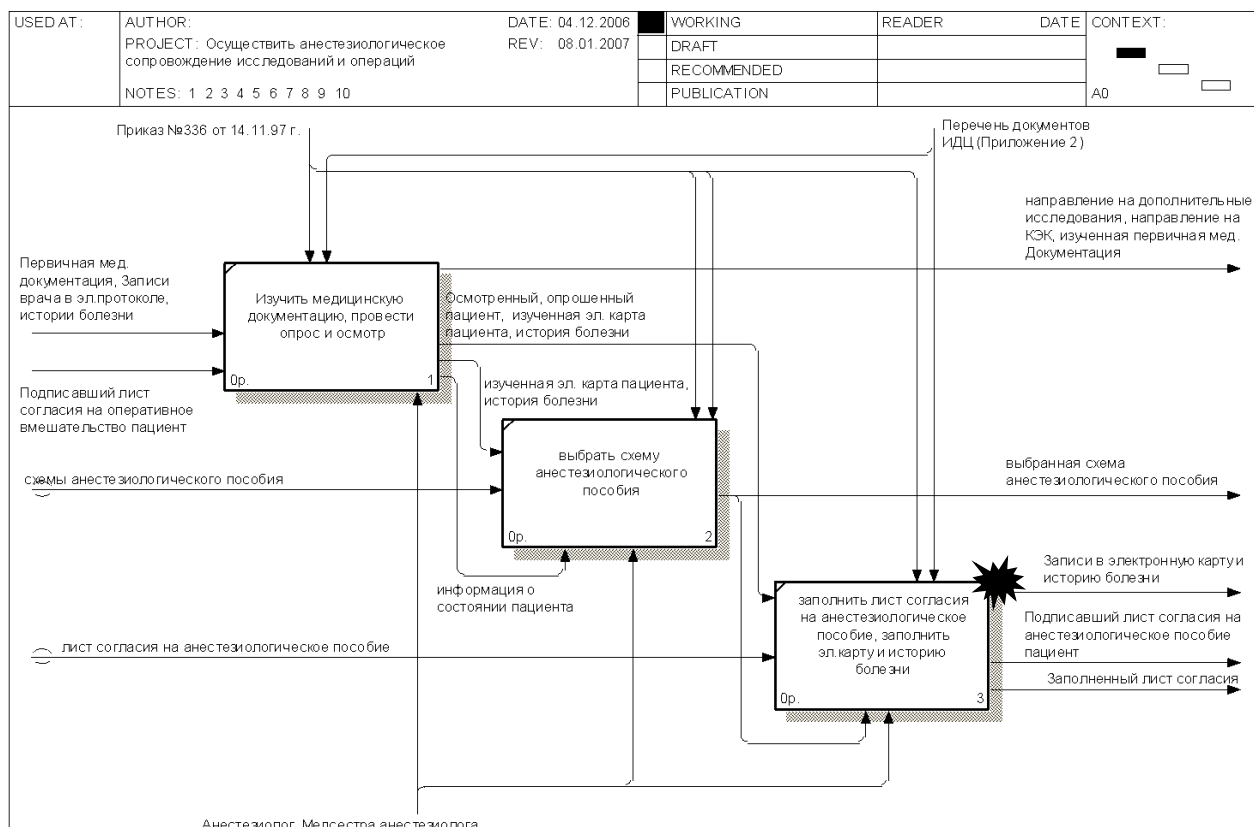 USED AT:
AUTHOR:
DATE: 04.12.2006
PROJECT: Осуществить анестезиологическое
сопровождение исследований и операций
REV: 08.01.2007
NOTES: 1 2 3 4 5 6 7 8 9 10
WORKING
DRAFT
RECOMMENDED
PUBLICATION
READER
DATE
CONTEXT:
A0
Приказ №336 от 14.11.97 г.
Перечень документов
ИДЦ (Приложение 2)
направление на дополнительные
исследования, направление на
КЭК, изученная первичная мед.
Документация
Первичная мед.
документация, Записи
врача в эл.протоколе,
истории болезни
Изучить медицинскую
документацию, провести
опрос и осмотр
0р.
1
Осмотренный, опрошенный
пациент, изученная эл. карта
пациента, история болезни
Подписавший лист
согласия на оперативное
вмешательство пациент
изученная эл. карта пациента,
история болезни
выбрать схему
анестезиологического
пособия
0р.
2
схемы анестезиологического пособия
выбранная схема
анестезиологического пособия
информация о
состоянии пациента
Записи в электронную карту и
историю болезни
заполнить лист согласия
на анестезиологическое
пособие, заполнить
эл.карту и историю
болезни
0р.
3
Подписавший лист согласия на
анестезиологическое пособие
пациент
лист согласия на анестезиологическое пособие
Заполненный лист согласия
Анестезиолог, Медсестра анестезиолога